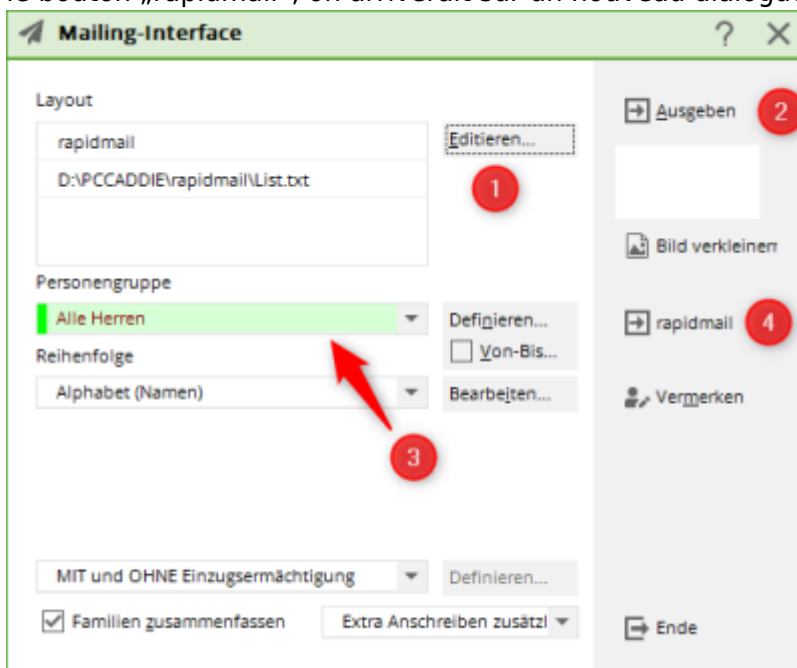 Mailing-Interface
?
Layout
rapidmail
D:\PCCADDIE\rapidmail\List.txt
Editieren...
1
Ausgeben
2
Bild verkleinern
Personengruppe
Alle Herren
Definieren...
Von-Bis...
rapidmail
4
Reihenfolge
Alphabet (Namen)
Bearbeiten...
Vermerken
3
MIT und OHNE Einzugsermächtigung
Definieren...
Familien zusammenfassen
Extra Anschreiben zusätzl
Ende